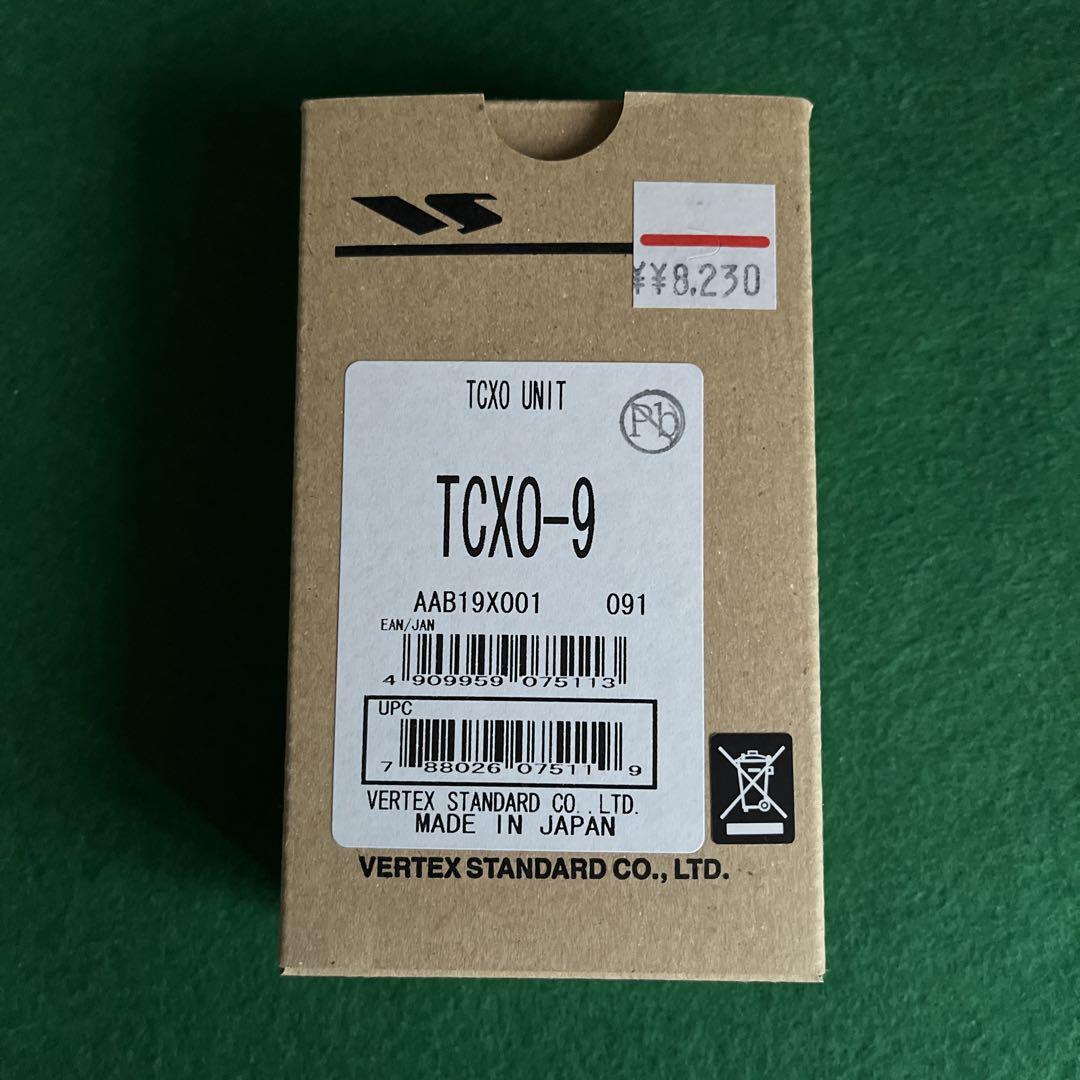 VS
¥¥8,230
TCXO UNIT
Pb
TCXO-9
AAB19X001 091
EAN/JAN
4 909959 075113
UPC
7 88026 07511 9
VERTEX STANDARD CO.,LTD.
MADE IN JAPAN
VERTEX STANDARD CO., LTD.